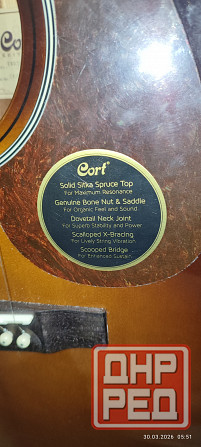 Cort
Solid Sitka Spruce Top
For Maximum Resonance
Genuine Bone Nut & Saddle
For Organic Feel and Sound
Dovetail Neck Joint
For Superb Stability and Power
Scalloped X-Bracing
For Lively String Vibration
Scooped Bridge
For Enhanced Sustain
ДНР
РЕД
30.03.2026 05:51